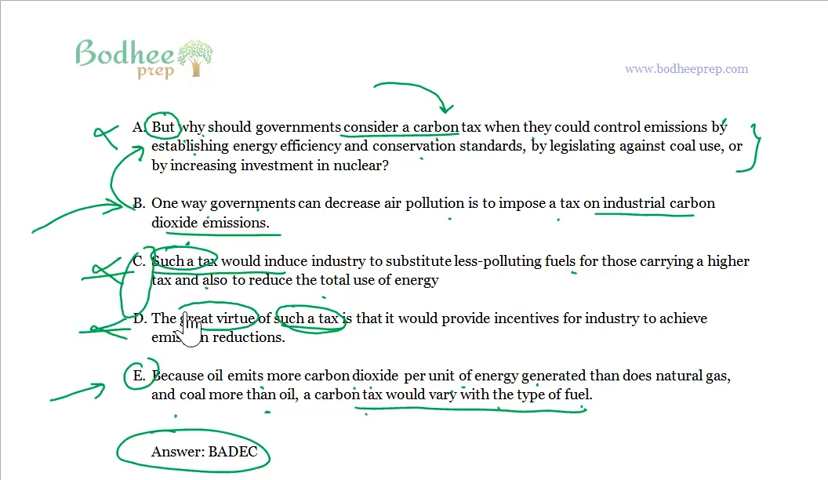 Bodhee
prep
www.bodheeprep.com
A. But why should governments consider a carbon tax when they could control emissions by
establishing energy efficiency and conservation standards, by legislating against coal use, or
by increasing investment in nuclear?
B. One way governments can decrease air pollution is to impose a tax on industrial carbon
dioxide emissions.
C. Such a tax would induce industry to substitute less-polluting fuels for those carrying a higher
tax and also to reduce the total use of energy
D. The great virtue of such a tax is that it would provide incentives for industry to achieve
emission reductions.
E. Because oil emits more carbon dioxide per unit of energy generated than does natural gas,
and coal more than oil, a carbon tax would vary with the type of fuel.
Answer: BADEC